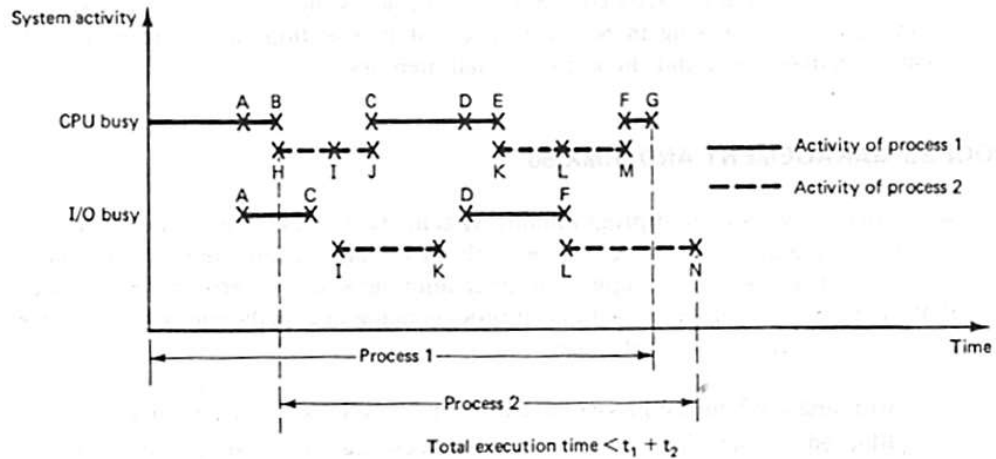 System activity
A B C D E F G
CPU busy
Activity of process 1
H I J K L M
Activity of process 2
A C D F
I/O busy
I K L N
Time
Process 1
Process 2
Total execution time < t₁ + t₂